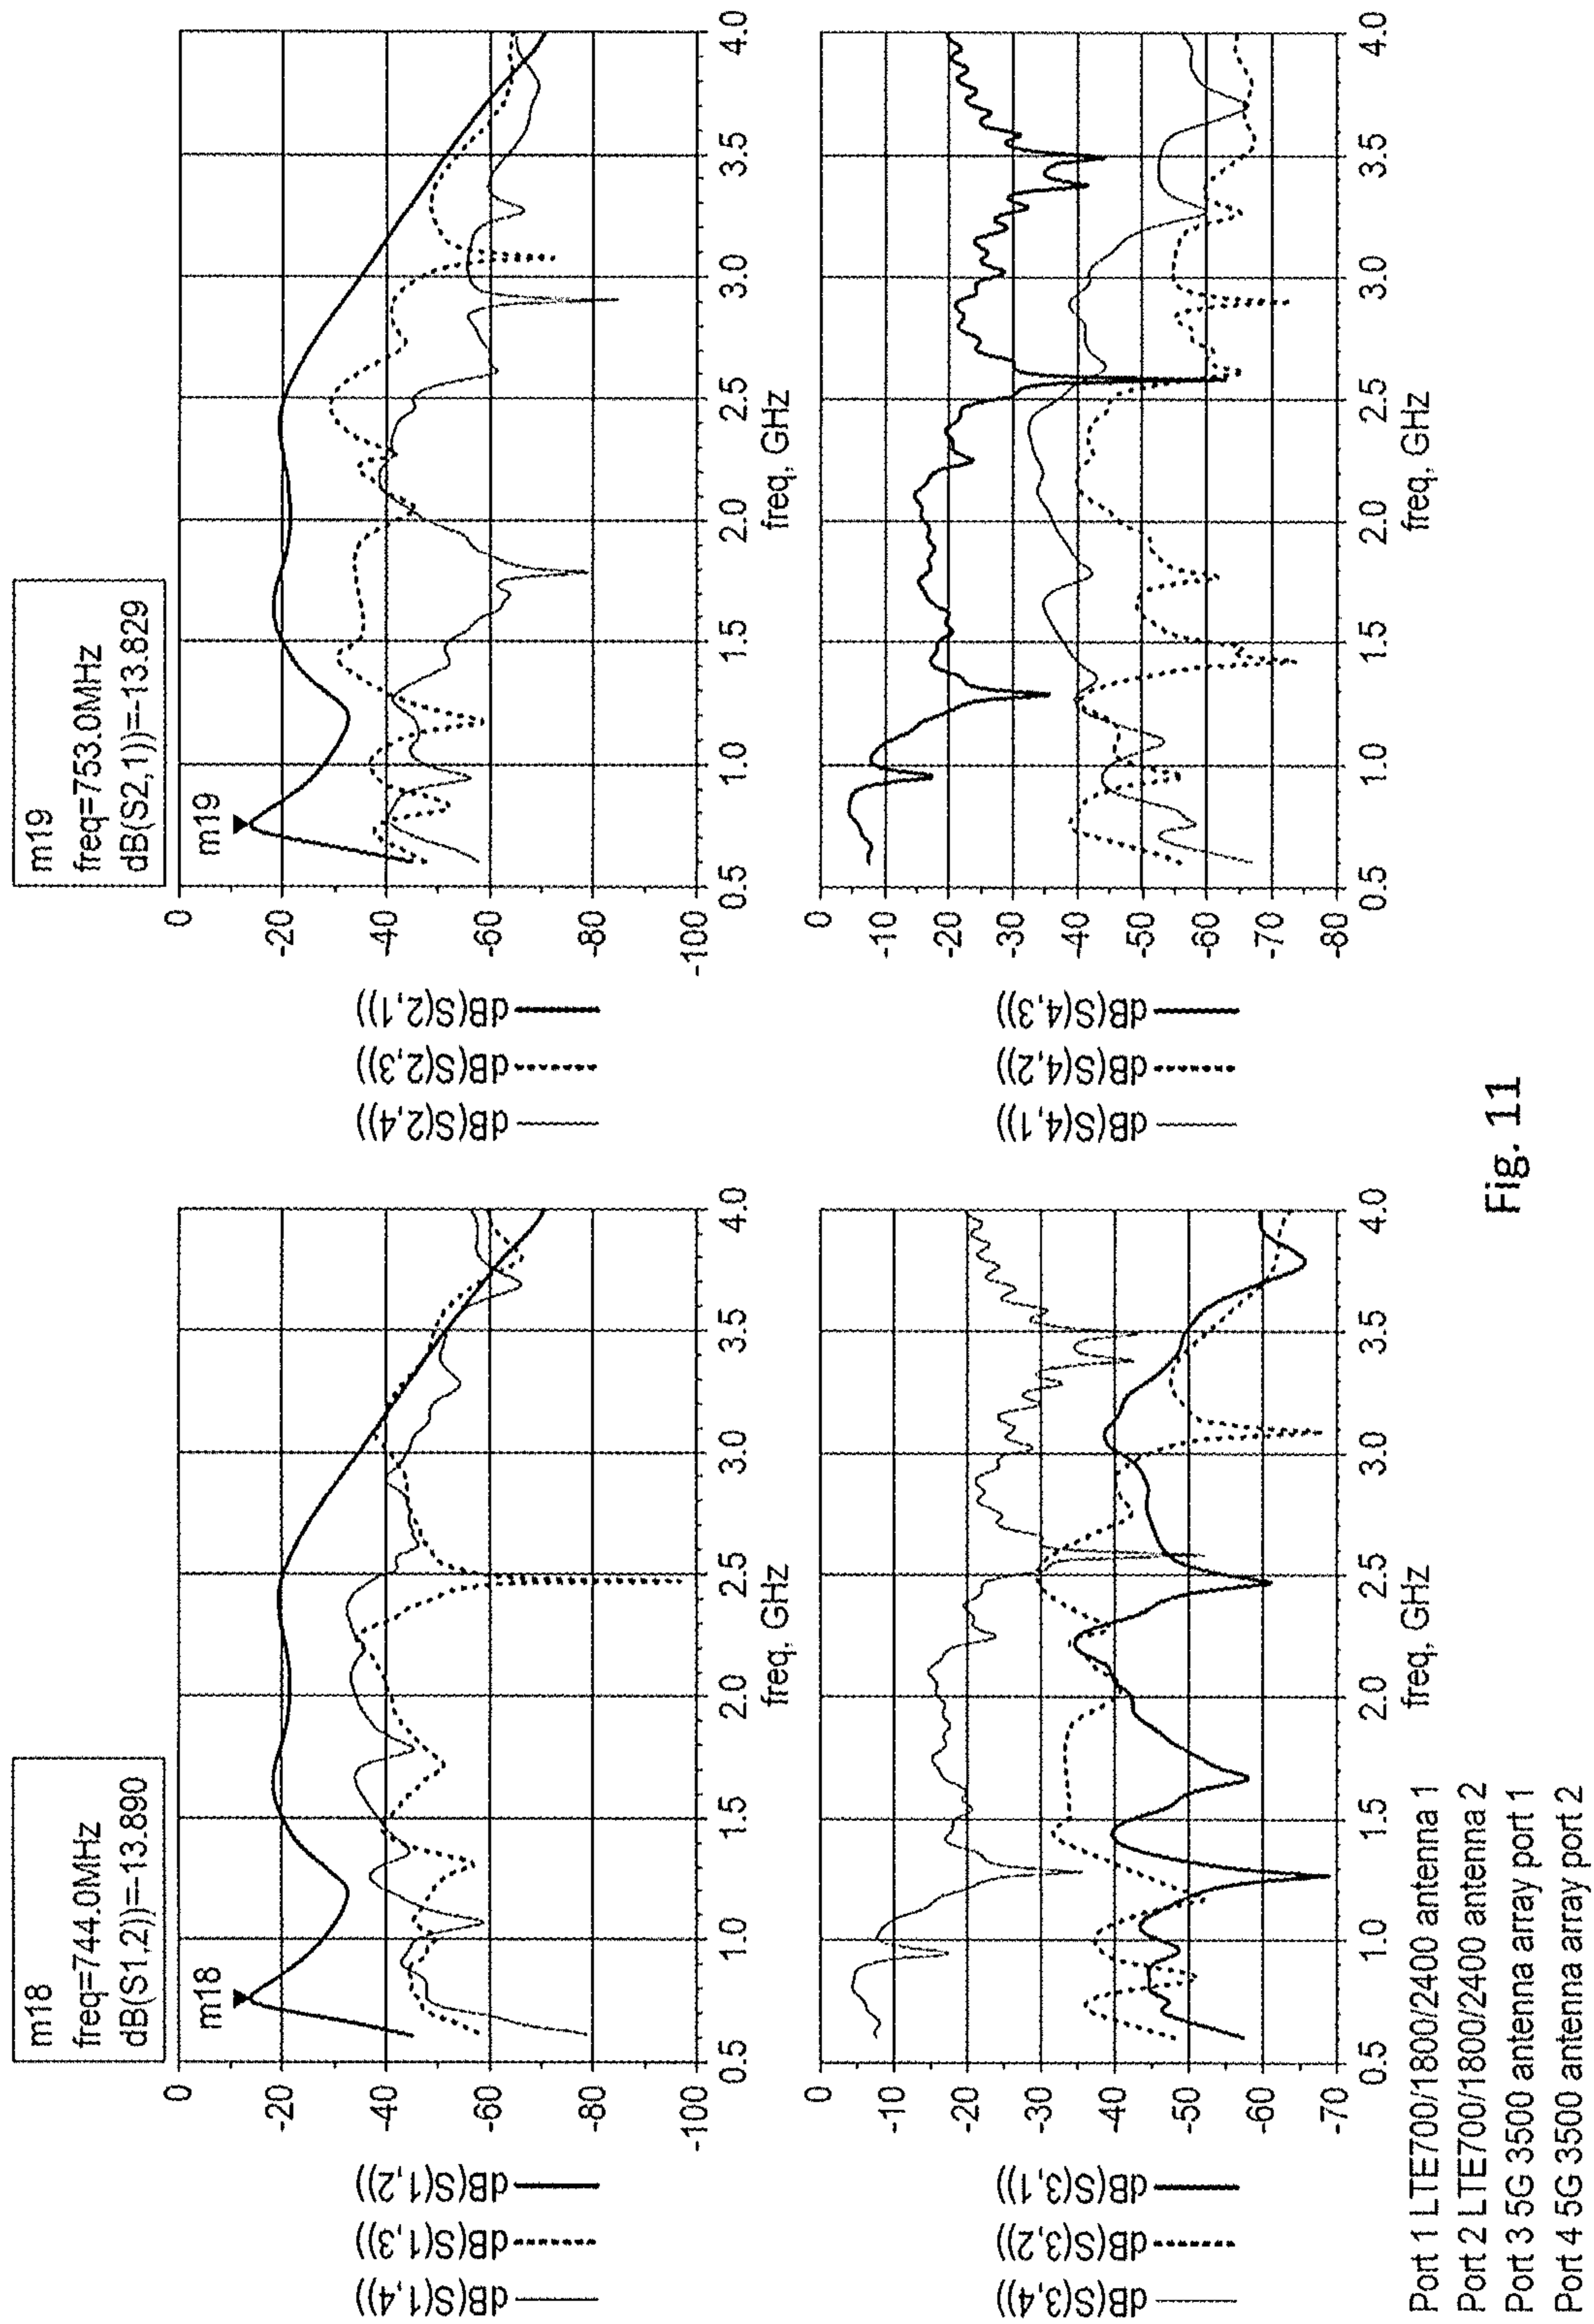 m18
freq=744.0MHz
dB(S1,2))=-13.890
m18
0
-20
-40
-60
-80
-100
0.5 1.0 1.5 2.0 2.5 3.0 3.5 4.0
freq, GHz
dB(S(1,4))
dB(S(1,3))
dB(S(1,2))
m19
freq=753.0MHz
dB(S2,1))=-13.829
m19
0
-20
-40
-60
-80
-100
0.5 1.0 1.5 2.0 2.5 3.0 3.5 4.0
freq, GHz
dB(S(2,4))
dB(S(2,3))
dB(S(2,1))
0
-10
-20
-30
-40
-50
-60
-70
0.5 1.0 1.5 2.0 2.5 3.0 3.5 4.0
freq, GHz
dB(S(3,4))
dB(S(3,2))
dB(S(3,1))
0
-10
-20
-30
-40
-50
-60
-70
-80
0.5 1.0 1.5 2.0 2.5 3.0 3.5 4.0
freq, GHz
dB(S(4,1))
dB(S(4,2))
dB(S(4,3))
Port 1 LTE700/1800/2400 antenna 1
Port 2 LTE700/1800/2400 antenna 2
Port 3 5G 3500 antenna array port 1
Port 4 5G 3500 antenna array port 2
Fig. 11